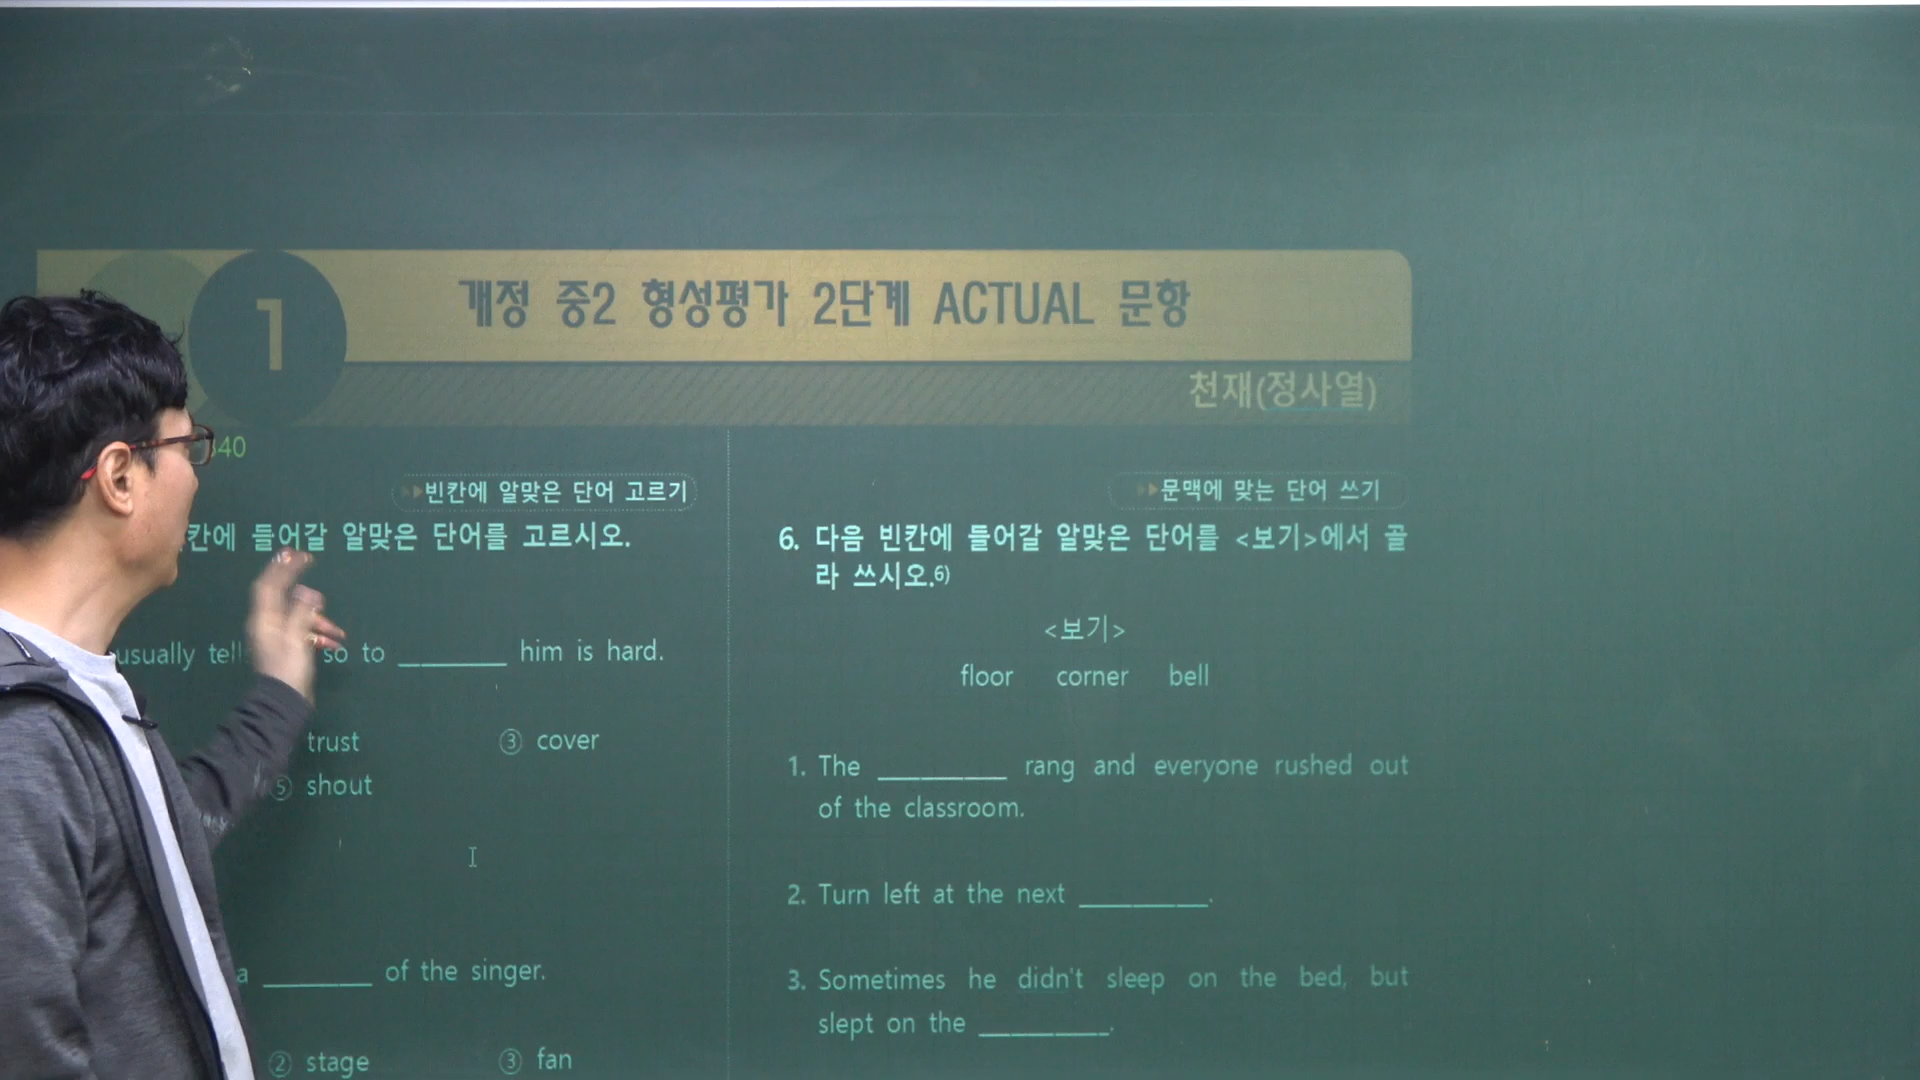 1
개정 중2 형성평가 2단계 ACTUAL 문항
천재(정사열)
340
빈칸에 알맞은 단어 고르기
칸에 들어갈 알맞은 단어를 고르시오.
usually so to ________ him is hard.
trust ③ cover
⑤ shout
a ________ of the singer.
② stage ③ fan
문맥에 맞는 단어 쓰기
6. 다음 빈칸에 들어갈 알맞은 단어를 <보기>에서 골
라 쓰시오.6)
<보기>
floor corner bell
1. The _________ rang and everyone rushed out
of the classroom.
2. Turn left at the next _________.
3. Sometimes he didn't sleep on the bed, but
slept on the _________.